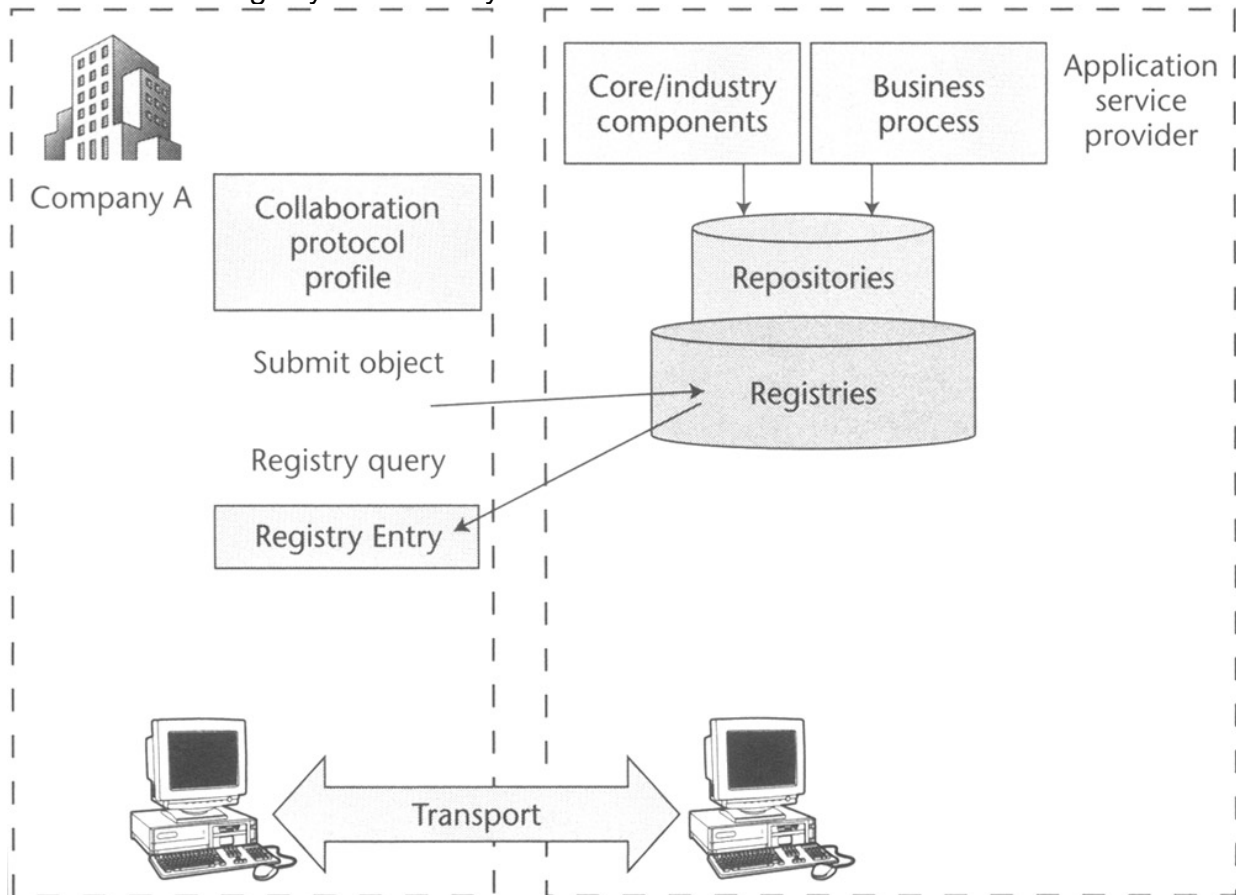 Core/industry
components
Business
process
Application
service
provider
Company A
Collaboration
protocol
profile
Repositories
Submit object
Registries
Registry query
Registry Entry
Transport